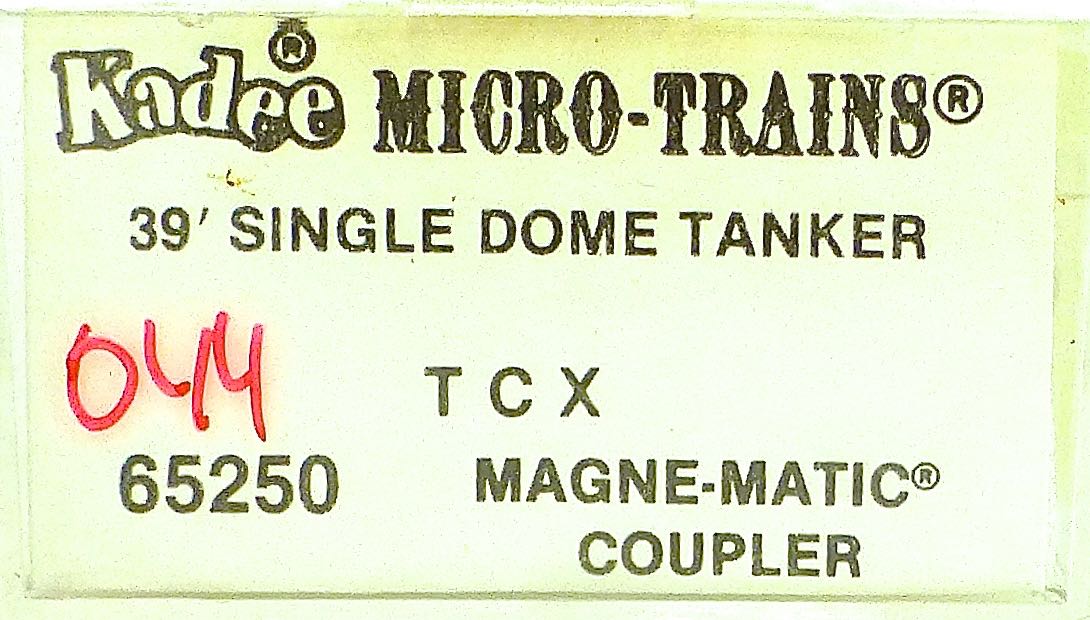 Kadee® MICRO-TRAINS®
39' SINGLE DOME TANKER
044
T C X
65250
MAGNE-MATIC®
COUPLER